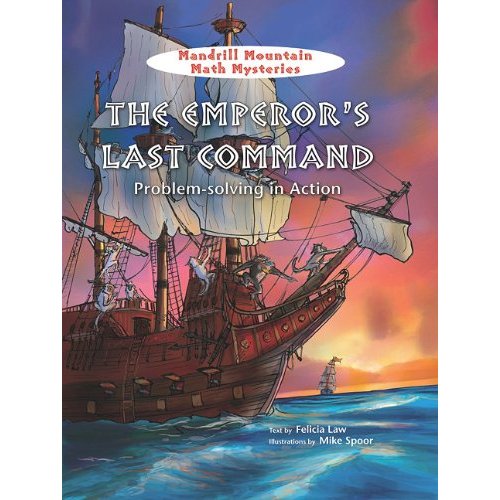 Mandrill Mountain
Math Mysteries
THE EMPEROR'S
LAST COMMAND
Problem-solving in Action
Text by Felicia Law
Illustrations by Mike Spoor